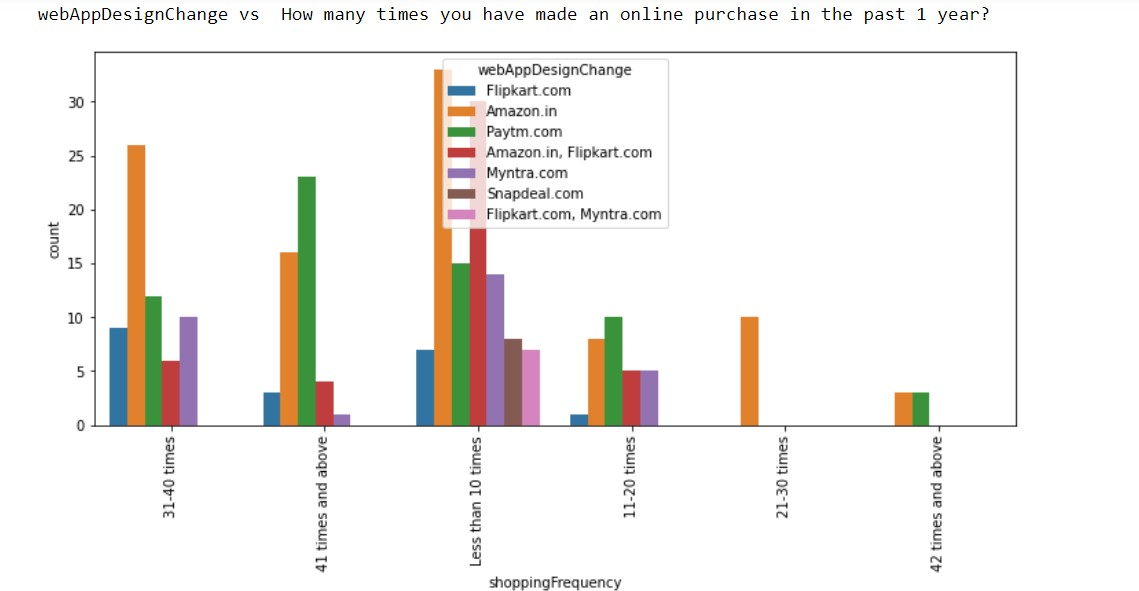 webAppDesignChange vs  How many times you have made an online purchase in the past 1 year?
webAppDesignChange
Flipkart.com
Amazon.in
Paytm.com
Amazon.in, Flipkart.com
Myntra.com
Snapdeal.com
Flipkart.com, Myntra.com
30
25
20
15
10
5
0
count
31-40 times
41 times and above
Less than 10 times
11-20 times
21-30 times
42 times and above
shoppingFrequency